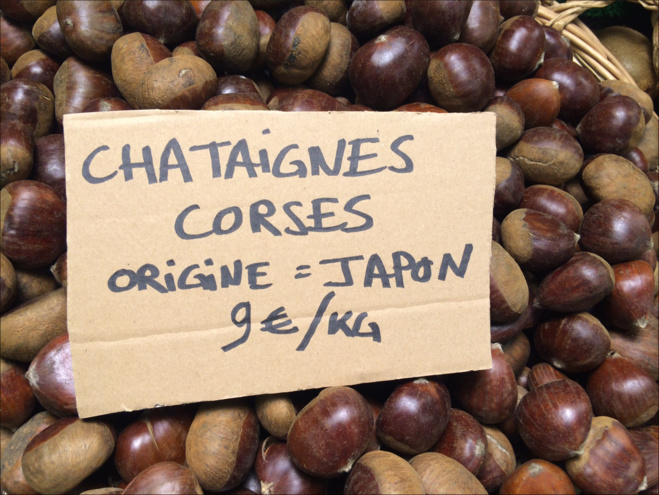 CHATAiGNES
CORSES
ORiGiNE = JAPON
9€/KG